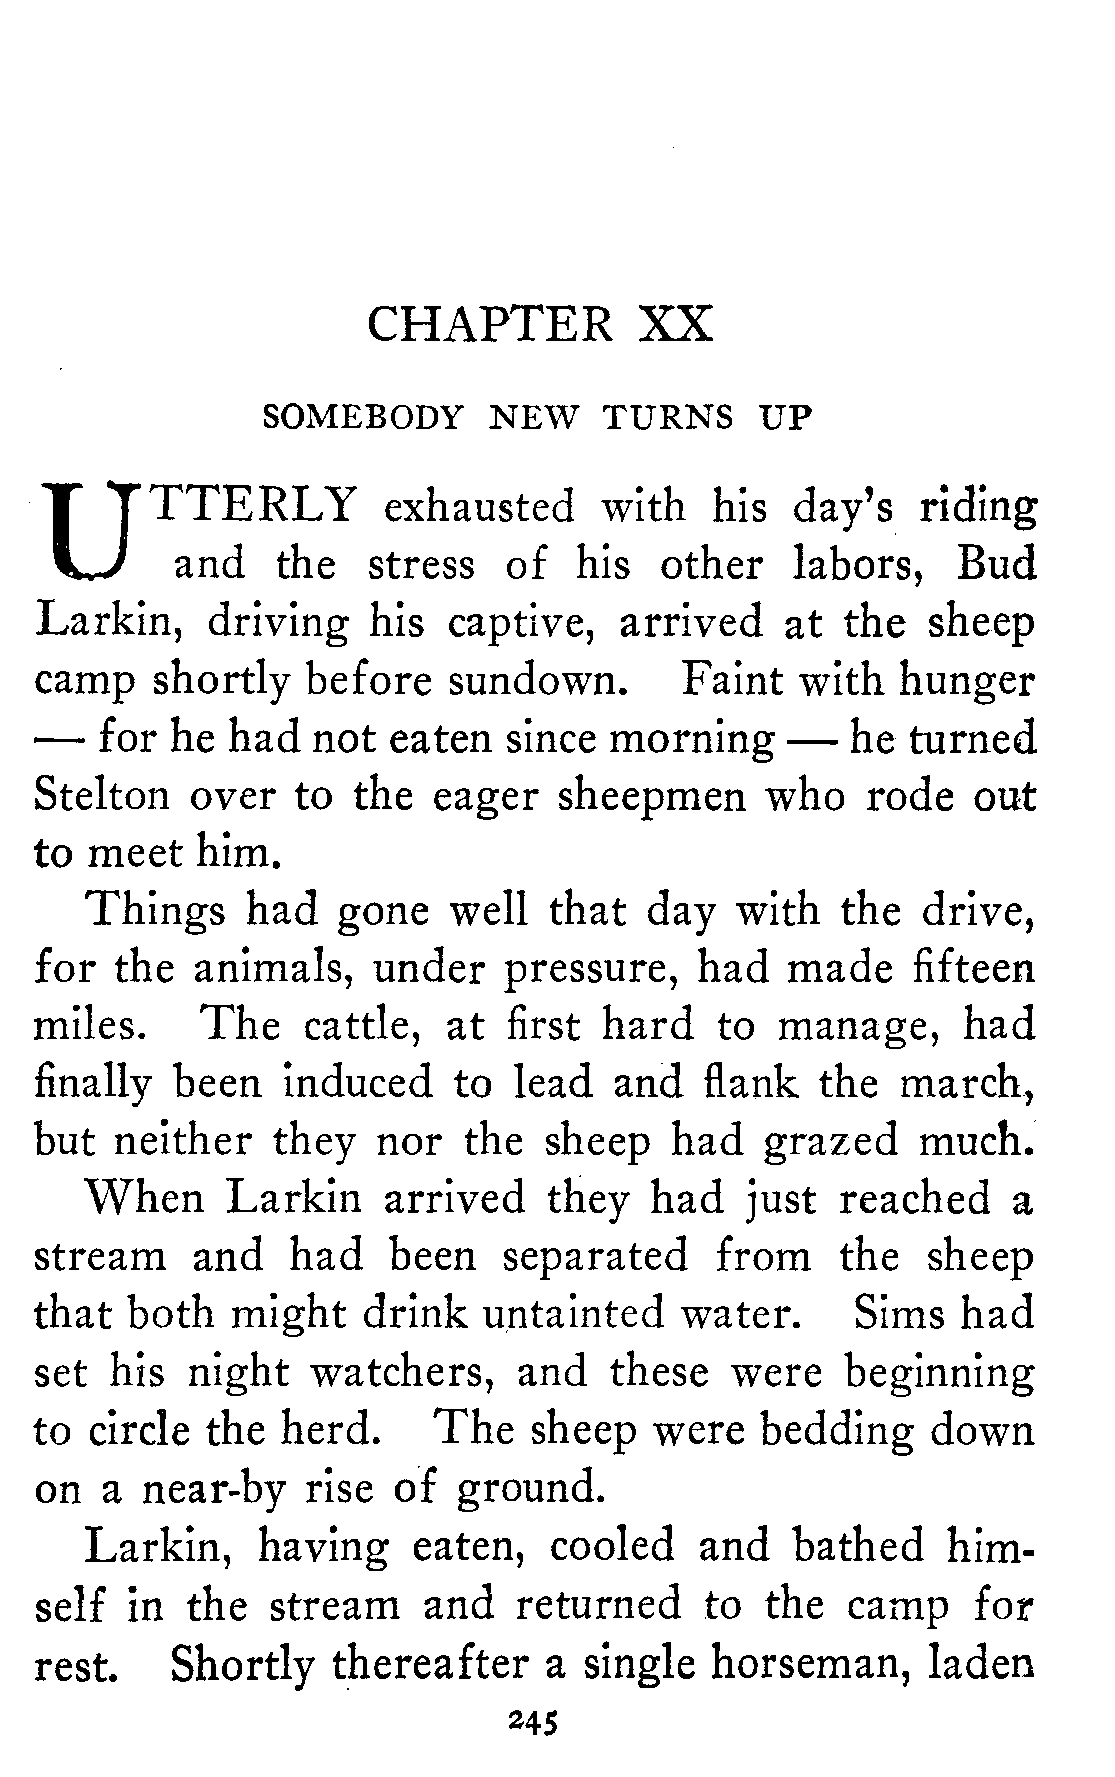 CHAPTER XX
SOMEBODY NEW TURNS UP
UTTERLY exhausted with his day's riding
and the stress of his other labors, Bud
Larkin, driving his captive, arrived at the sheep
camp shortly before sundown. Faint with hunger
— for he had not eaten since morning — he turned
Stelton over to the eager sheepmen who rode out
to meet him.
Things had gone well that day with the drive,
for the animals, under pressure, had made fifteen
miles. The cattle, at first hard to manage, had
finally been induced to lead and flank the march,
but neither they nor the sheep had grazed much.
When Larkin arrived they had just reached a
stream and had been separated from the sheep
that both might drink untainted water. Sims had
set his night watchers, and these were beginning
to circle the herd. The sheep were bedding down
on a near-by rise of ground.
Larkin, having eaten, cooled and bathed him-
self in the stream and returned to the camp for
rest. Shortly thereafter a single horseman, laden
245